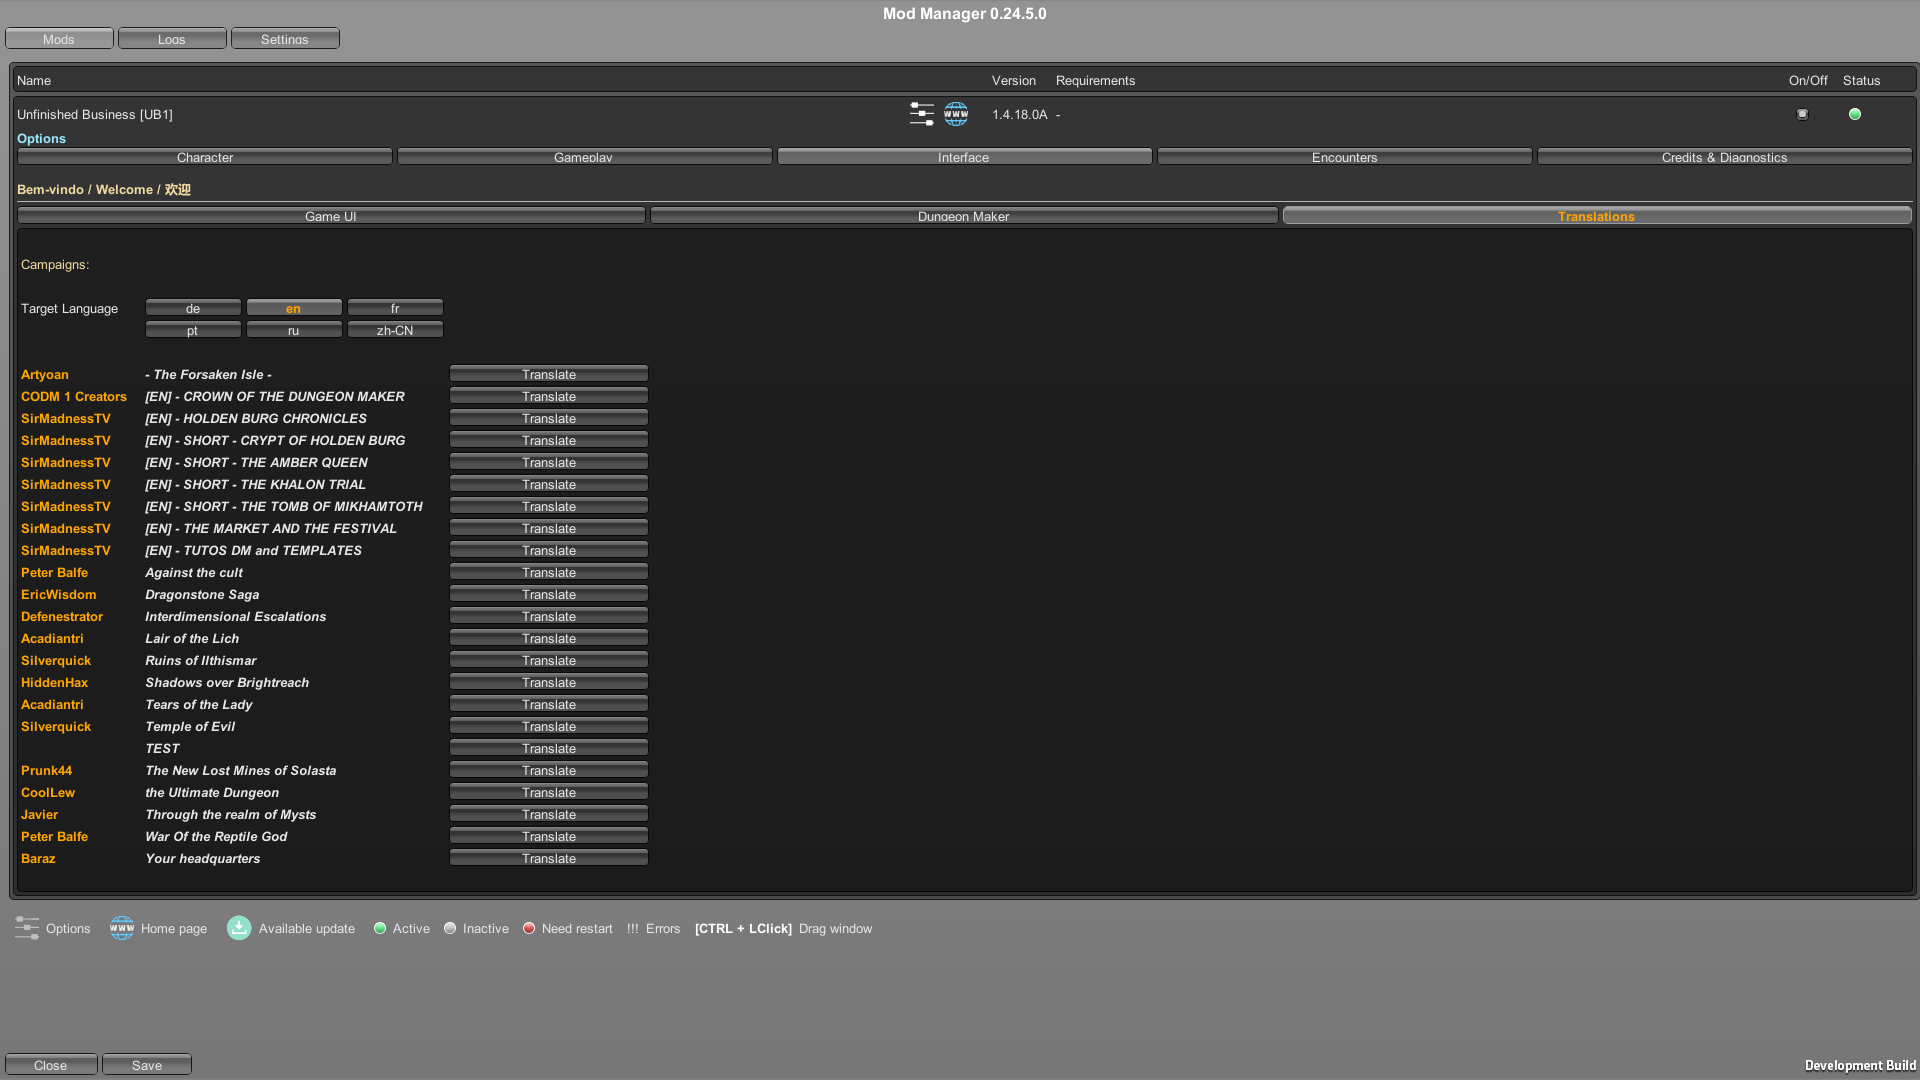 Mod Manager 0.24.5.0
Mods Logs Settings
Name Version Requirements On/Off Status
Unfinished Business [UB1] www 1.4.18.0A - 
Options
Character Gameplay Interface Encounters Credits & Diagnostics
Bem-vindo / Welcome / 欢迎
Game UI Dungeon Maker Translations
Campaigns:
Target Language de en fr
pt ru zh-CN
Artyoan - The Forsaken Isle - Translate
CODM 1 Creators [EN] - CROWN OF THE DUNGEON MAKER Translate
SirMadnessTV [EN] - HOLDEN BURG CHRONICLES Translate
SirMadnessTV [EN] - SHORT - CRYPT OF HOLDEN BURG Translate
SirMadnessTV [EN] - SHORT - THE AMBER QUEEN Translate
SirMadnessTV [EN] - SHORT - THE KHALON TRIAL Translate
SirMadnessTV [EN] - SHORT - THE TOMB OF MIKHAMTOTH Translate
SirMadnessTV [EN] - THE MARKET AND THE FESTIVAL Translate
SirMadnessTV [EN] - TUTOS DM and TEMPLATES Translate
Peter Balfe Against the cult Translate
EricWisdom Dragonstone Saga Translate
Defenestrator Interdimensional Escalations Translate
Acadiantri Lair of the Lich Translate
Silverquick Ruins of Ilthismar Translate
HiddenHax Shadows over Brightreach Translate
Acadiantri Tears of the Lady Translate
Silverquick Temple of Evil Translate
TEST Translate
Prunk44 The New Lost Mines of Solasta Translate
CoolLew the Ultimate Dungeon Translate
Javier Through the realm of Mysts Translate
Peter Balfe War Of the Reptile God Translate
Baraz Your headquarters Translate
Options www Home page Available update Active Inactive Need restart !!! Errors [CTRL + LClick] Drag window
Close Save
Development Build